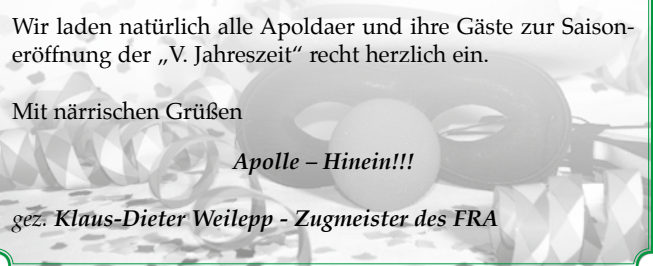 Wir laden natürlich alle Apoldaer und ihre Gäste zur Saison-
eröffnung der „V. Jahreszeit“ recht herzlich ein.
Mit närrischen Grüßen
Apolle – Hinein!!!
gez. Klaus-Dieter Weilepp - Zugmeister des FRA